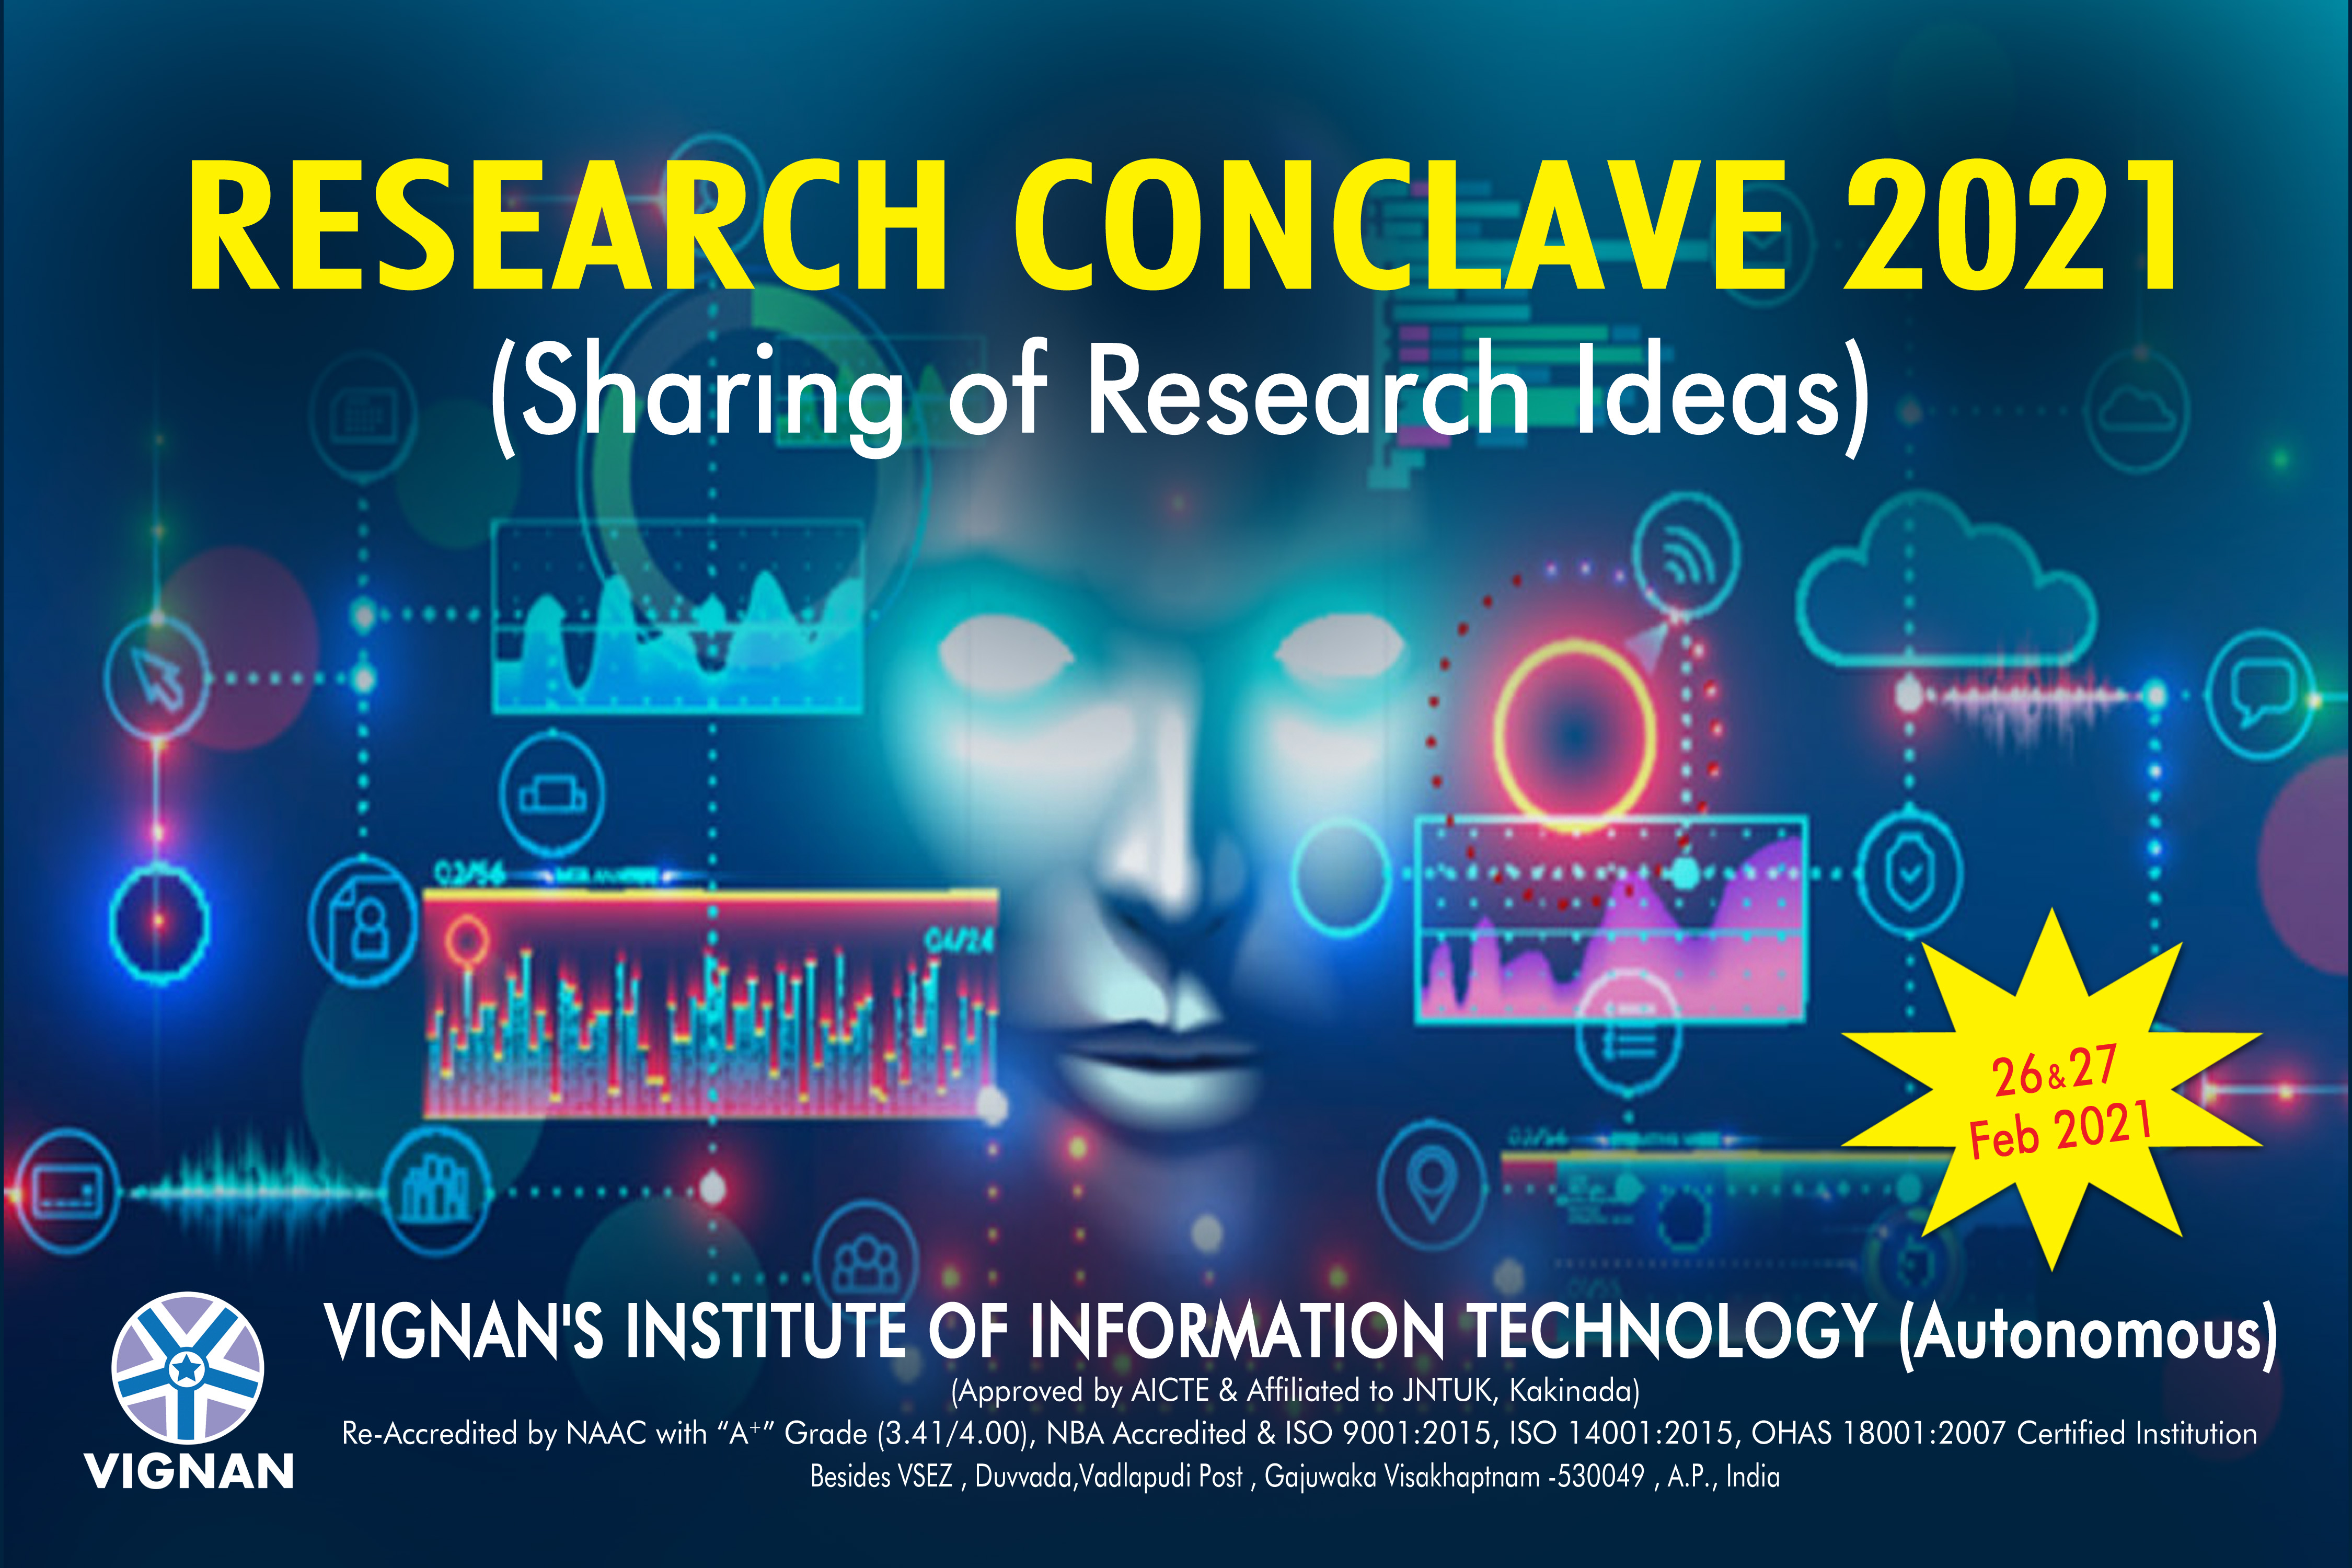 RESEARCH CONCLAVE 2021
(Sharing of Research Ideas)
02/56
04/24
26&27
Feb 2021
VIGNAN'S INSTITUTE OF INFORMATION TECHNOLOGY (Autonomous)
(Approved by AICTE & Affiliated to JNTUK, Kakinada)
Re-Accredited by NAAC with “A+” Grade (3.41/4.00), NBA Accredited & ISO 9001:2015, ISO 14001:2015, OHAS 18001:2007 Certified Institution
Besides VSEZ , Duvvada,Vadlapudi Post , Gajuwaka Visakhaptnam -530049 , A.P., India
VIGNAN